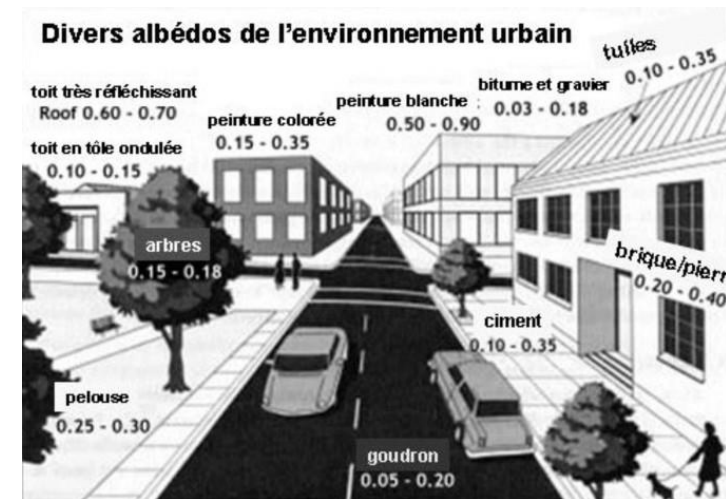 Divers albédos de l'environnement urbain
tuiles
0.10 - 0.35
toit très réfléchissant
Roof 0.60 - 0.70
bitume et gravier
0.03 - 0.18
peinture blanche :
0.50 - 0.90
peinture colorée
0.15 - 0.35
toit en tôle ondulée
0.10 - 0.15
arbres
0.15 - 0.18
brique/pierr
0.20 - 0.40
ciment
0.10 - 0.35
pelouse
0.25 - 0.30
goudron
0.05 - 0.20